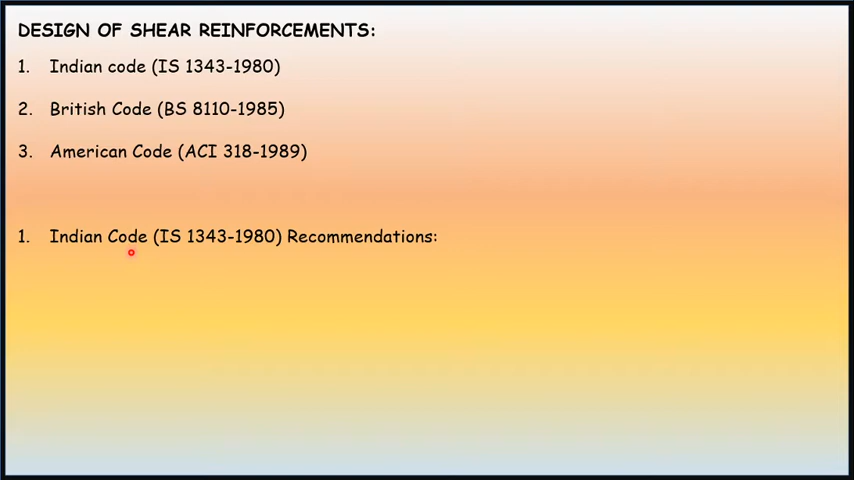 DESIGN OF SHEAR REINFORCEMENTS:
1. Indian code (IS 1343-1980)
2. British Code (BS 8110-1985)
3. American Code (ACI 318-1989)
1. Indian Code (IS 1343-1980) Recommendations: